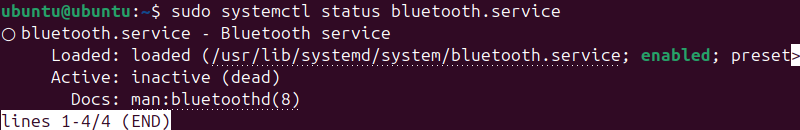 ubuntu@ubuntu:~$ sudo systemctl status bluetooth.service
○ bluetooth.service - Bluetooth service
     Loaded: loaded (/usr/lib/systemd/system/bluetooth.service; enabled; preset>
     Active: inactive (dead)
       Docs: man:bluetoothd(8)
lines 1-4/4 (END)